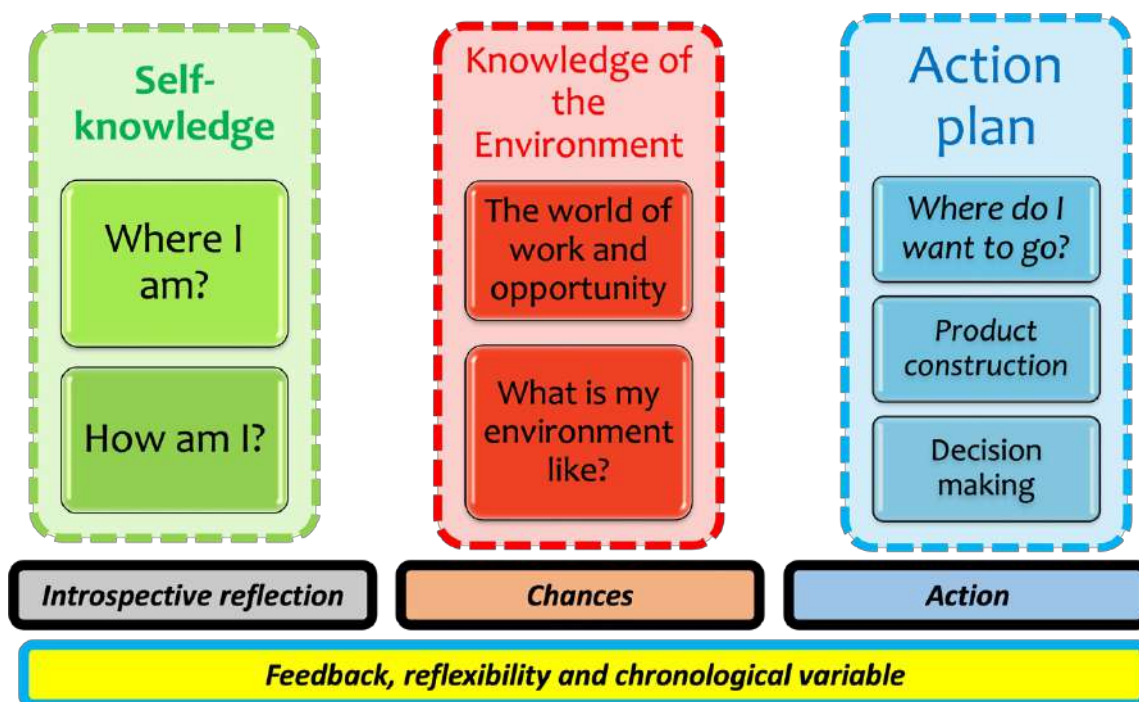 Self-
knowledge
Where I
am?
How am I?
Knowledge of
the
Environment
The world of
work and
opportunity
What is my
environment
like?
Action
plan
Where do I
want to go?
Product
construction
Decision
making
Introspective reflection
Chances
Action
Feedback, reflexibility and chronological variable